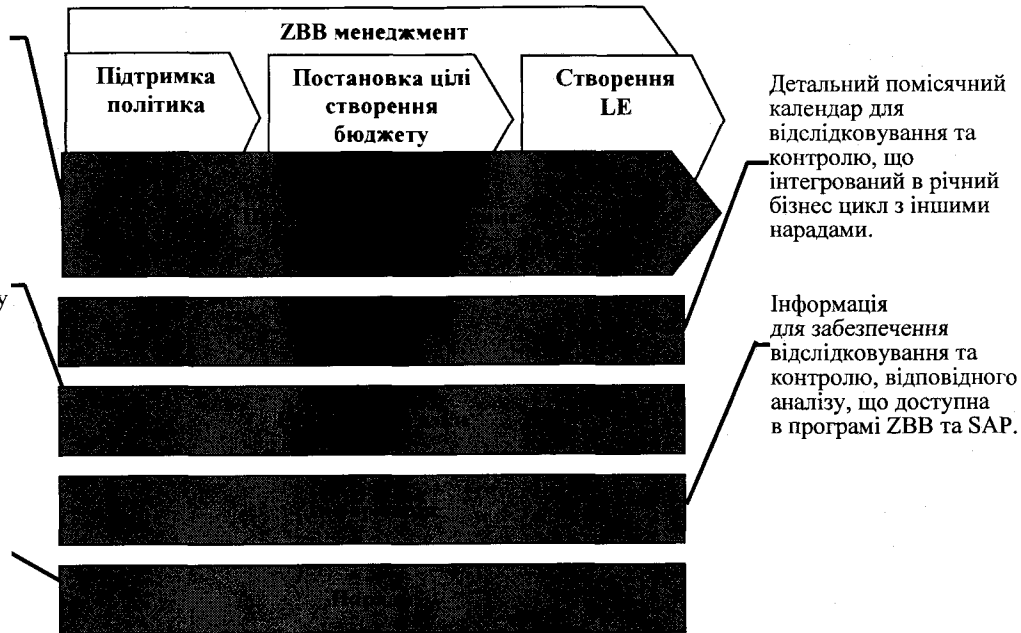 ZBB менеджмент
Підтримка
політика
Постановка цілі
створення
бюджету
Створення
LE
Детальний помісячний
календар для
відслідковування та
контролю, що
інтегрований в річний
бізнес цикл з іншими
нарадами.
у
Інформація
для забезпечення
відслідковування та
контролю, відповідного
аналізу, що доступна
в програмі ZBB та SAP.